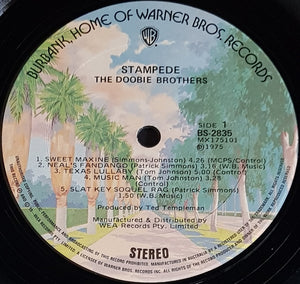 BURBANK, HOME OF WARNER BROS. RECORDS
WB
STAMPEDE
THE DOOBIE BROTHERS
SIDE 1
BS-2835
MX175101
℗ 1975
1. SWEET MAXINE (Simmons-Johnston) 4.26 (MCPS/Control)
2. NEAL'S FANDANGO (Patrick Simmons) 3.16 (W.B. Music)
3. TEXAS LULLABY (Tom Johnston) 5.00 (Control)
4. MUSIC MAN (Tom Johnston) 3.28
(Control)
5. SLAT KEY SOQUEL RAG (Patrick Simmons)
1.50 (W.B. Music)
Produced by Ted Templeman
Manufactured & Distributed by
WEA Records Pty. Limited
STEREO